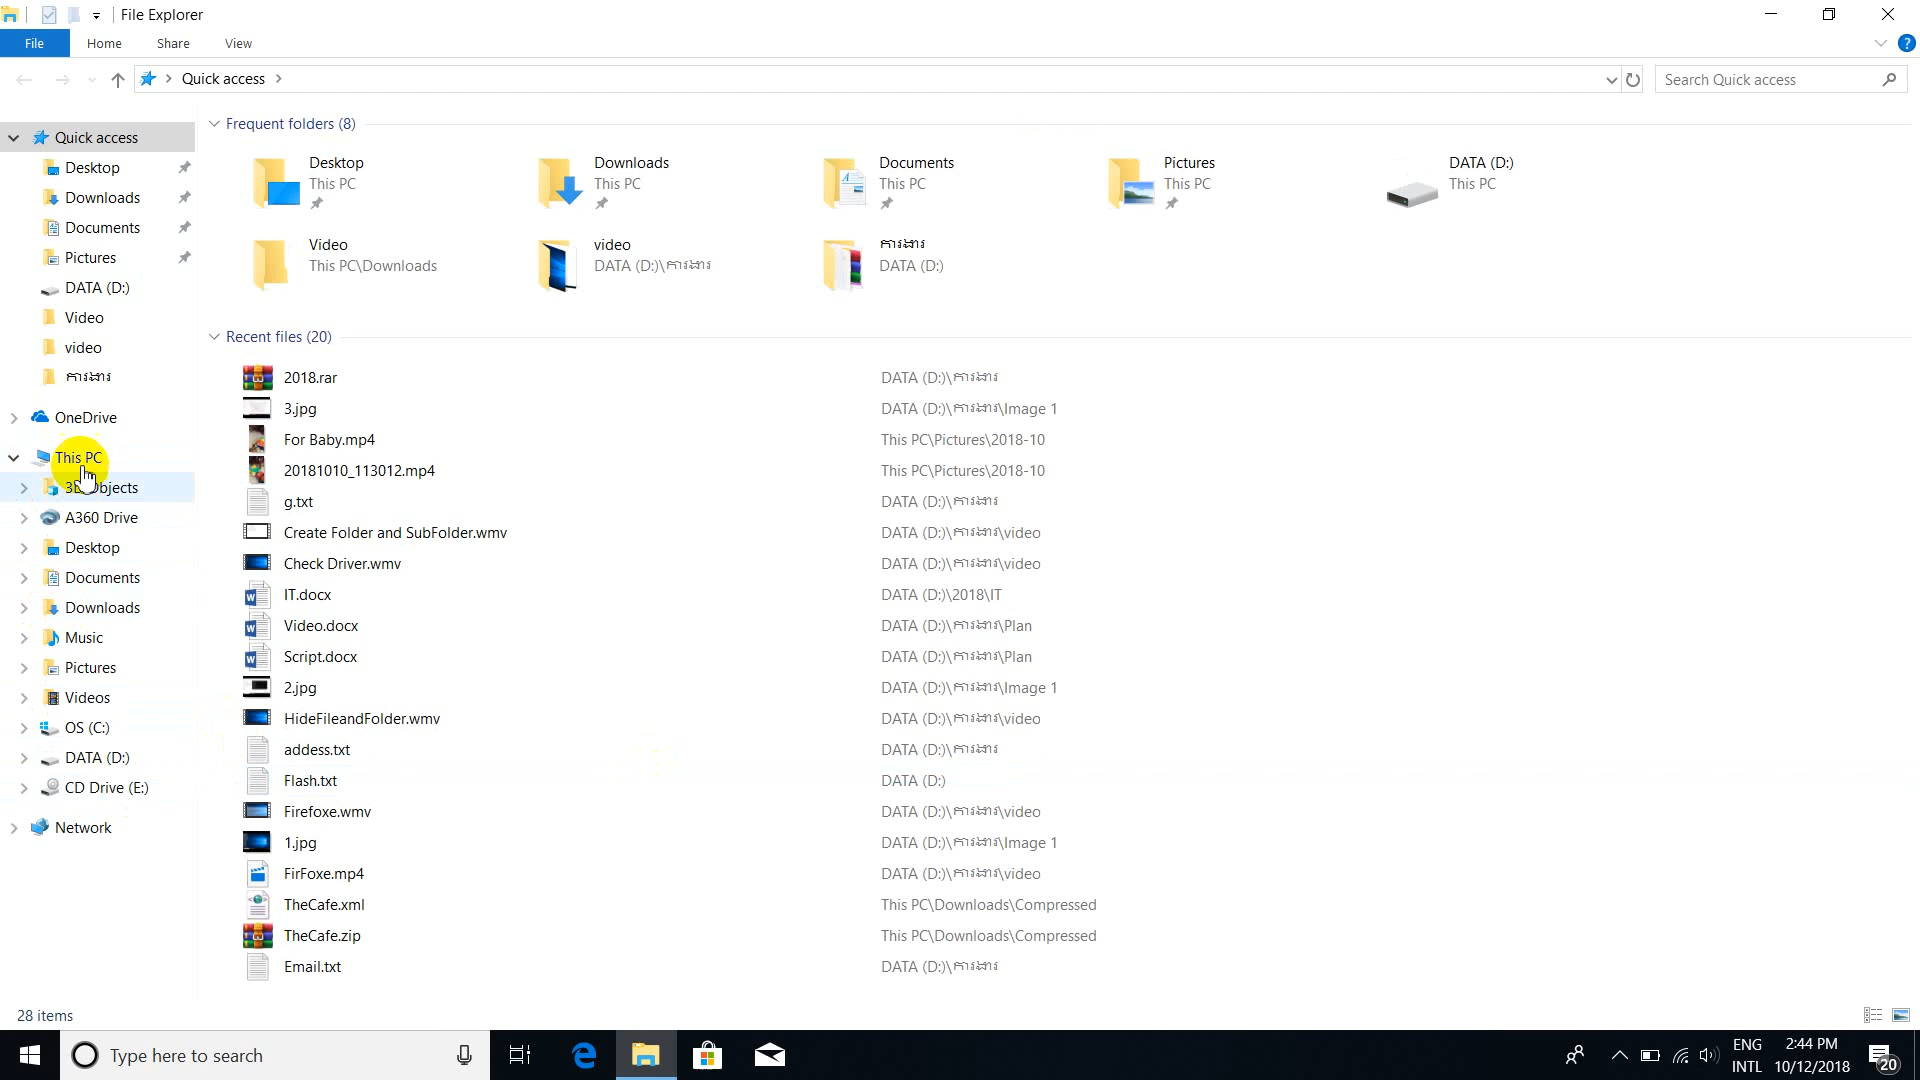 File Explorer
File Home Share View
Quick access
Search Quick access
Quick access
Desktop
Downloads
Documents
Pictures
DATA (D:)
Video
video
ការងារ
OneDrive
This PC
3D Objects
A360 Drive
Desktop
Documents
Downloads
Music
Pictures
Videos
OS (C:)
DATA (D:)
CD Drive (E:)
Network
Frequent folders (8)
Desktop
This PC
Downloads
This PC
Documents
This PC
Pictures
This PC
DATA (D:)
This PC
Video
This PC\Downloads
video
DATA (D:)\ការងារ
ការងារ
DATA (D:)
Recent files (20)
2018.rar DATA (D:)\ការងារ
3.jpg DATA (D:)\ការងារ\Image 1
For Baby.mp4 This PC\Pictures\2018-10
20181010_113012.mp4 This PC\Pictures\2018-10
g.txt DATA (D:)\ការងារ
Create Folder and SubFolder.wmv DATA (D:)\ការងារ\video
Check Driver.wmv DATA (D:)\ការងារ\video
IT.docx DATA (D:)\2018\IT
Video.docx DATA (D:)\ការងារ\Plan
Script.docx DATA (D:)\ការងារ\Plan
2.jpg DATA (D:)\ការងារ\Image 1
HideFileandFolder.wmv DATA (D:)\ការងារ\video
addess.txt DATA (D:)\ការងារ
Flash.txt DATA (D:)
Firefoxe.wmv DATA (D:)\ការងារ\video
1.jpg DATA (D:)\ការងារ\Image 1
FirFoxe.mp4 DATA (D:)\ការងារ\video
TheCafe.xml This PC\Downloads\Compressed
TheCafe.zip This PC\Downloads\Compressed
Email.txt DATA (D:)\ការងារ
28 items
Type here to search
ENG
INTL
2:44 PM
10/12/2018
20